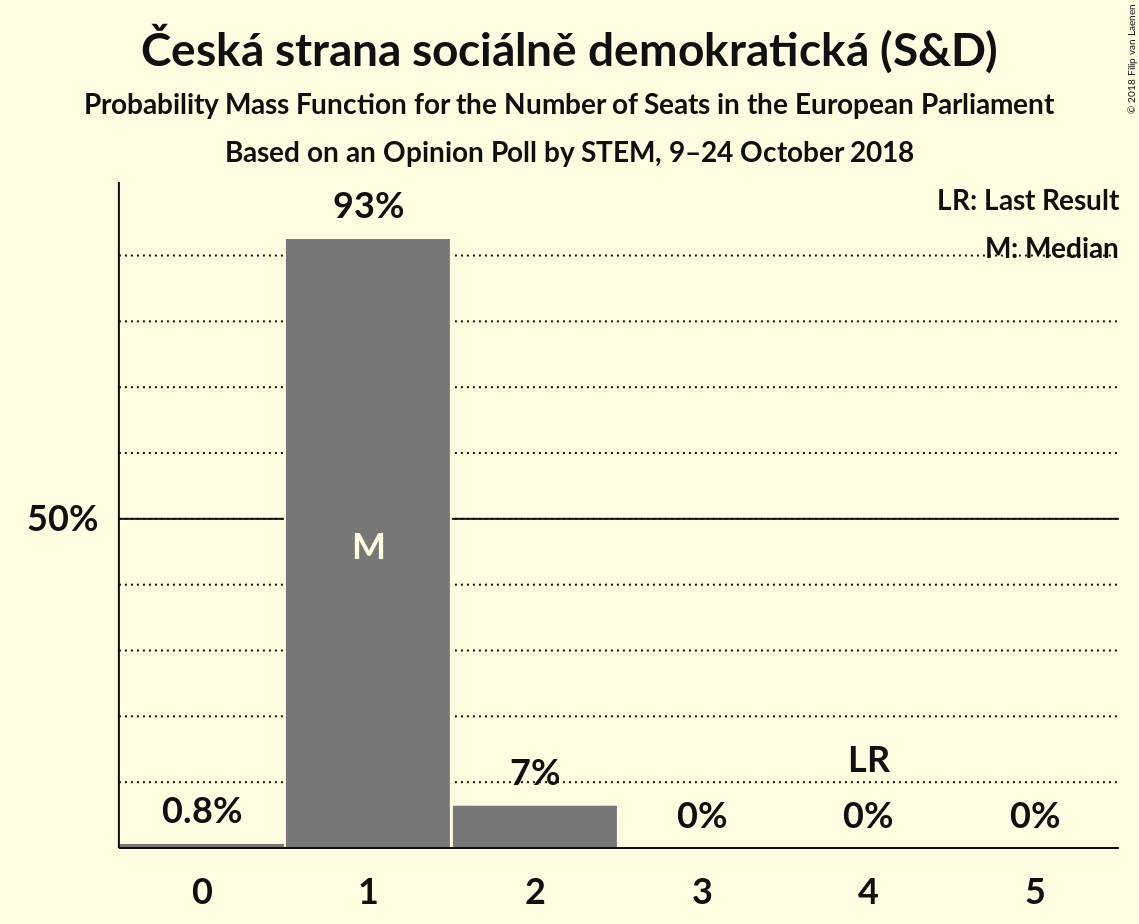 Česká strana sociálně demokratická (S&D)
Probability Mass Function for the Number of Seats in the European Parliament
Based on an Opinion Poll by STEM, 9–24 October 2018
© 2018 Filip van Laenen
LR: Last Result
M: Median
93%
50%
M
LR
7%
0.8%
0%
0%
0%
0
1
2
3
4
5